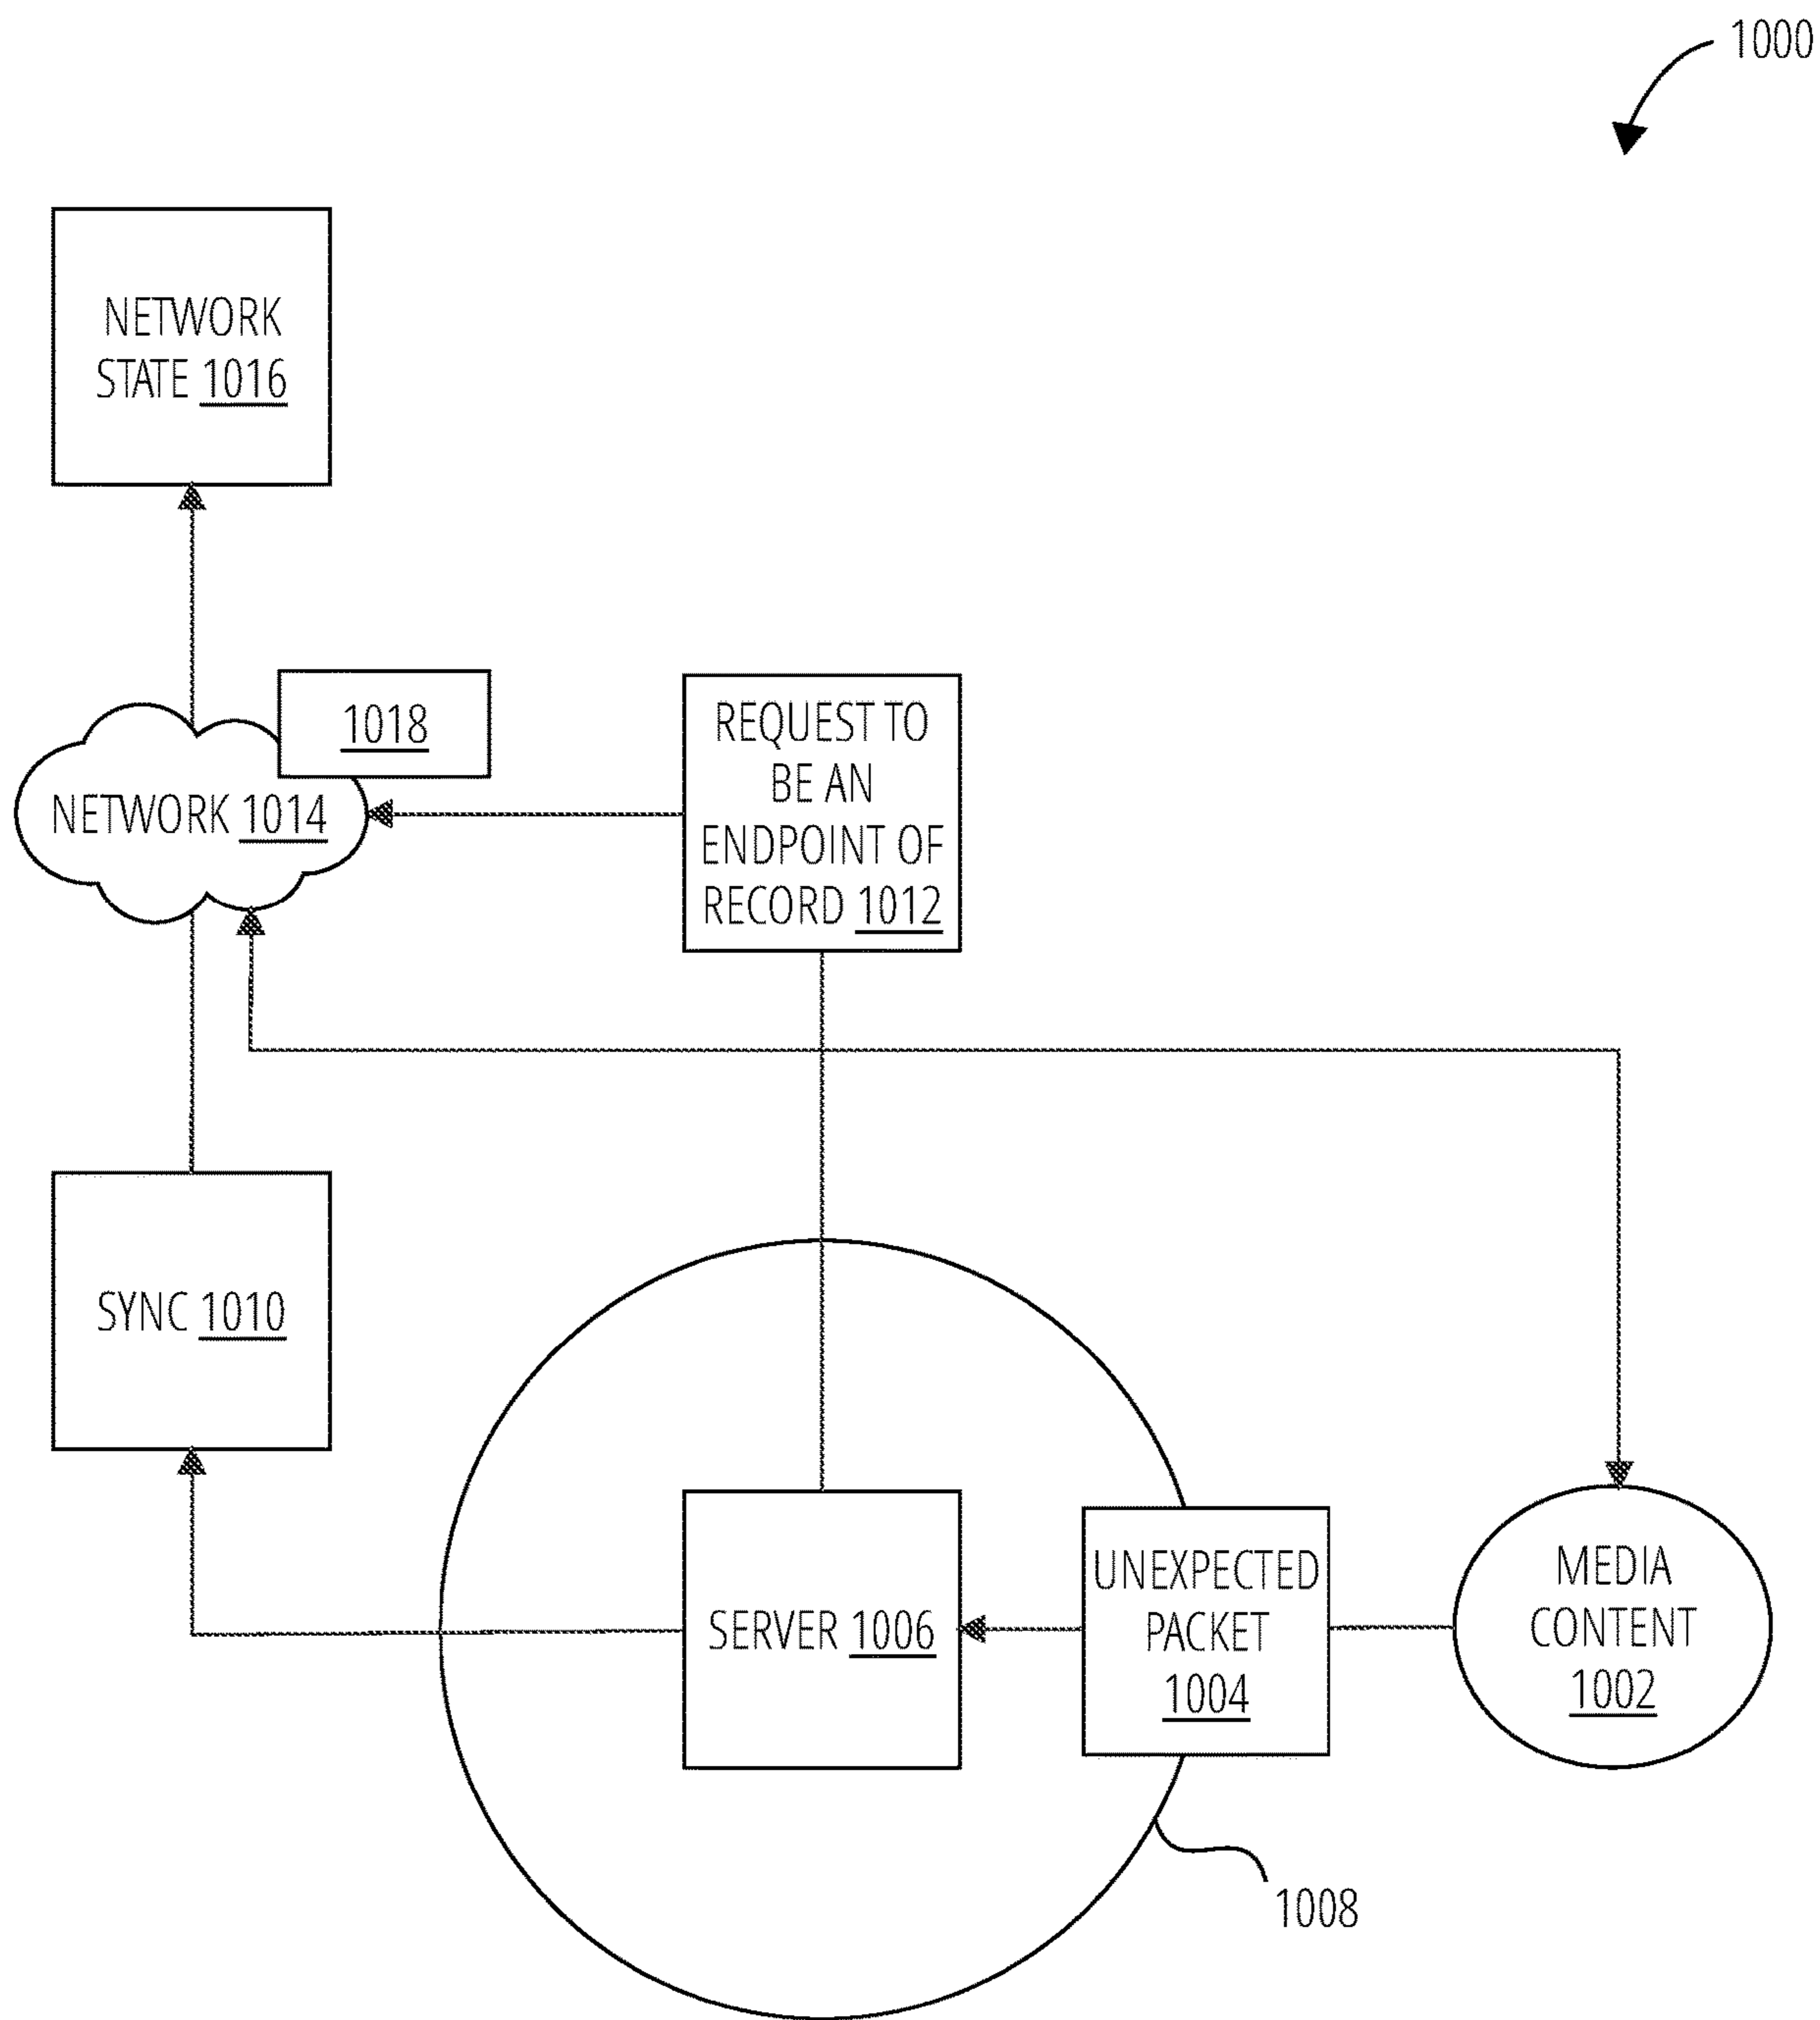 1000
NETWORK
STATE 1016
1018
NETWORK 1014
REQUEST TO
BE AN
ENDPOINT OF
RECORD 1012
SYNC 1010
SERVER 1006
UNEXPECTED
PACKET
1004
MEDIA
CONTENT
1002
1008